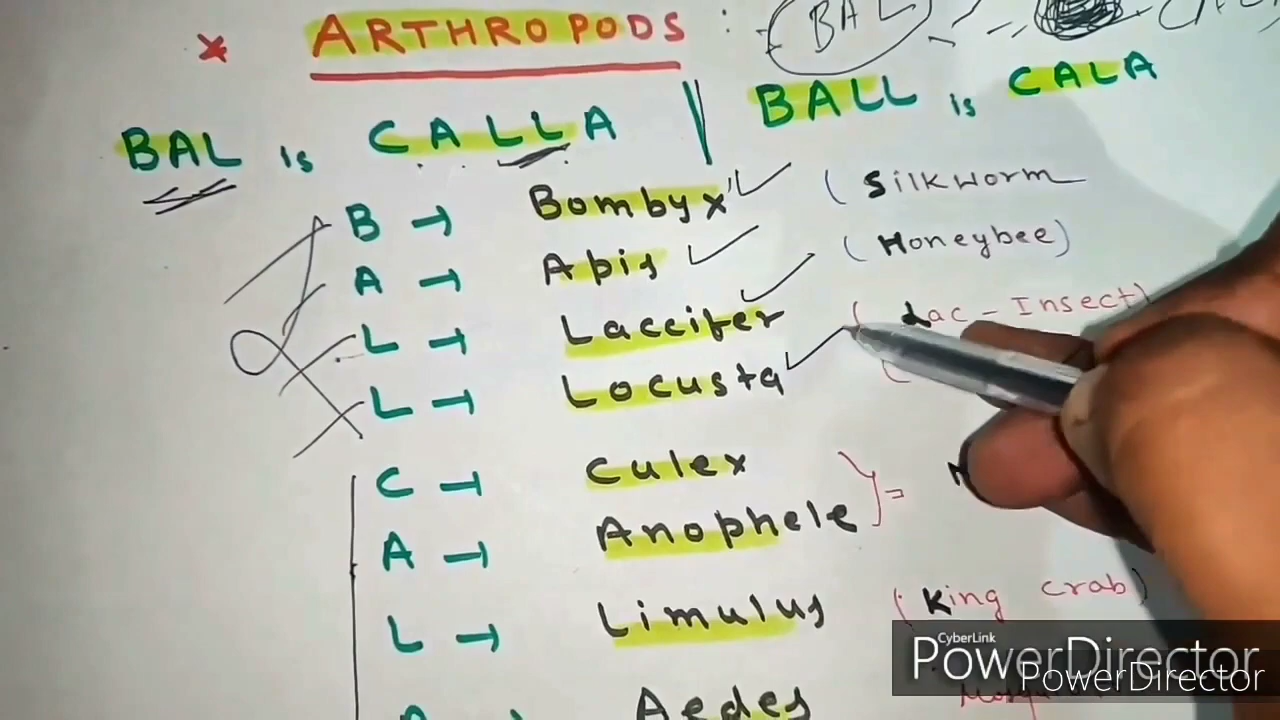 * ARTHROPODS : BAL
BAL is CALLA | BALL is CALA
B → Bombyx (Silkworm
A → Apis (Honeybee)
L → Laccifer (Lac-Insect)
L → Locusta (
C → Culex
A → Anophele } =
L → Limulus (King crab)
Aedes
CyberLink
PowerDirector
PowerDirector